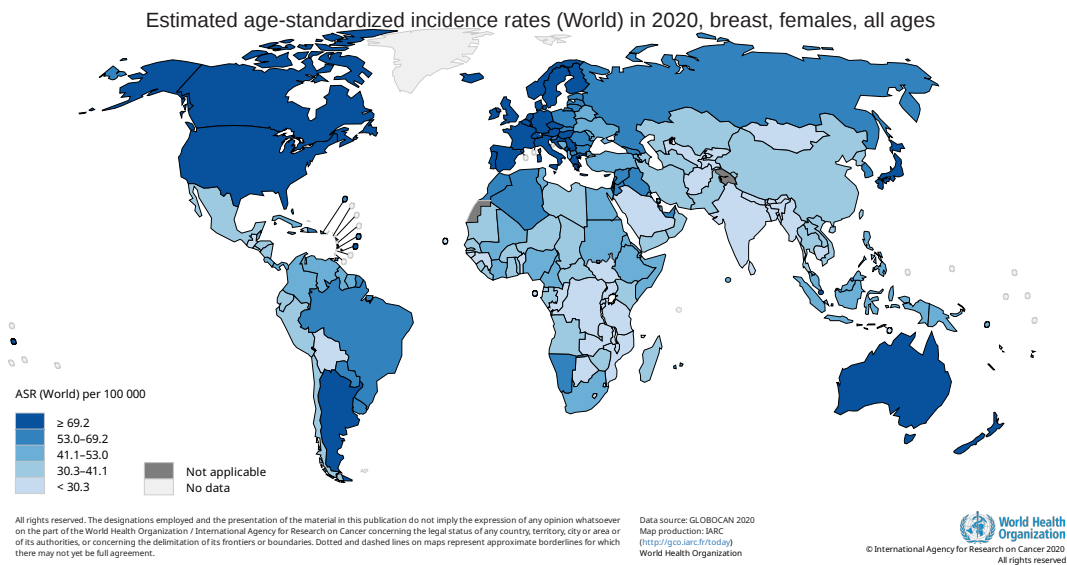 Estimated age-standardized incidence rates (World) in 2020, breast, females, all ages
ASR (World) per 100 000
≥ 69.2
53.0–69.2
41.1–53.0
30.3–41.1
< 30.3
Not applicable
No data
All rights reserved. The designations employed and the presentation of the material in this publication do not imply the expression of any opinion whatsoever
on the part of the World Health Organization / International Agency for Research on Cancer concerning the legal status of any country, territory, city or area or
of its authorities, or concerning the delimitation of its frontiers or boundaries. Dotted and dashed lines on maps represent approximate borderlines for which
there may not yet be full agreement.
Data source: GLOBOCAN 2020
Map production: IARC
(http://gco.iarc.fr/today)
World Health Organization
World Health
Organization
© International Agency for Research on Cancer 2020
All rights reserved